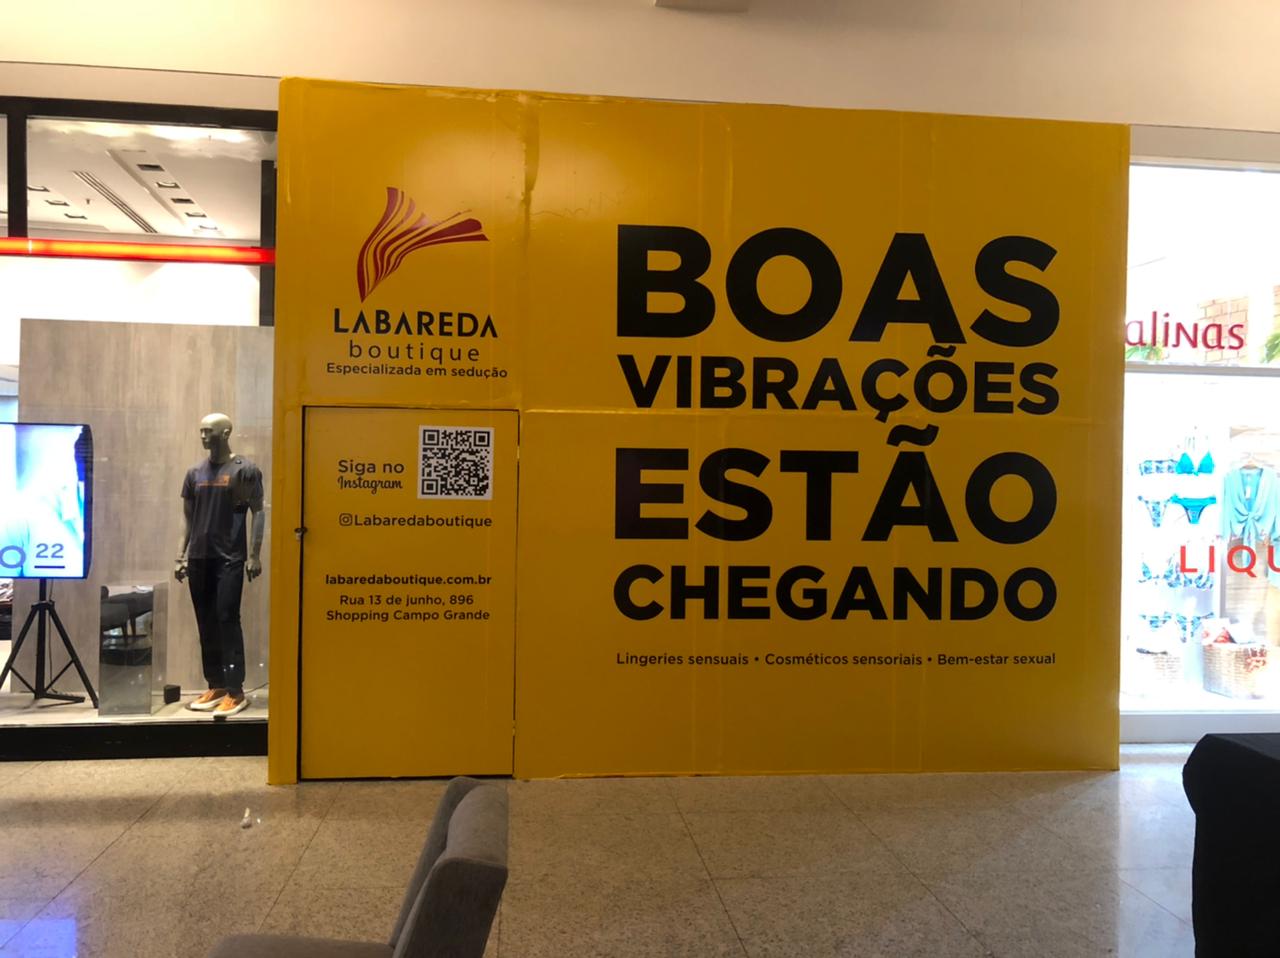 LABAREDA
boutique
Especializada em sedução
Siga no
Instagram
Labaredaboutique
labaredaboutique.com.br
Rua 13 de junho, 896
Shopping Campo Grande
BOAS
VIBRAÇÕES
ESTÃO
CHEGANDO
Lingeries sensuais • Cosméticos sensoriais • Bem-estar sexual
O 22
alinas
LIQU